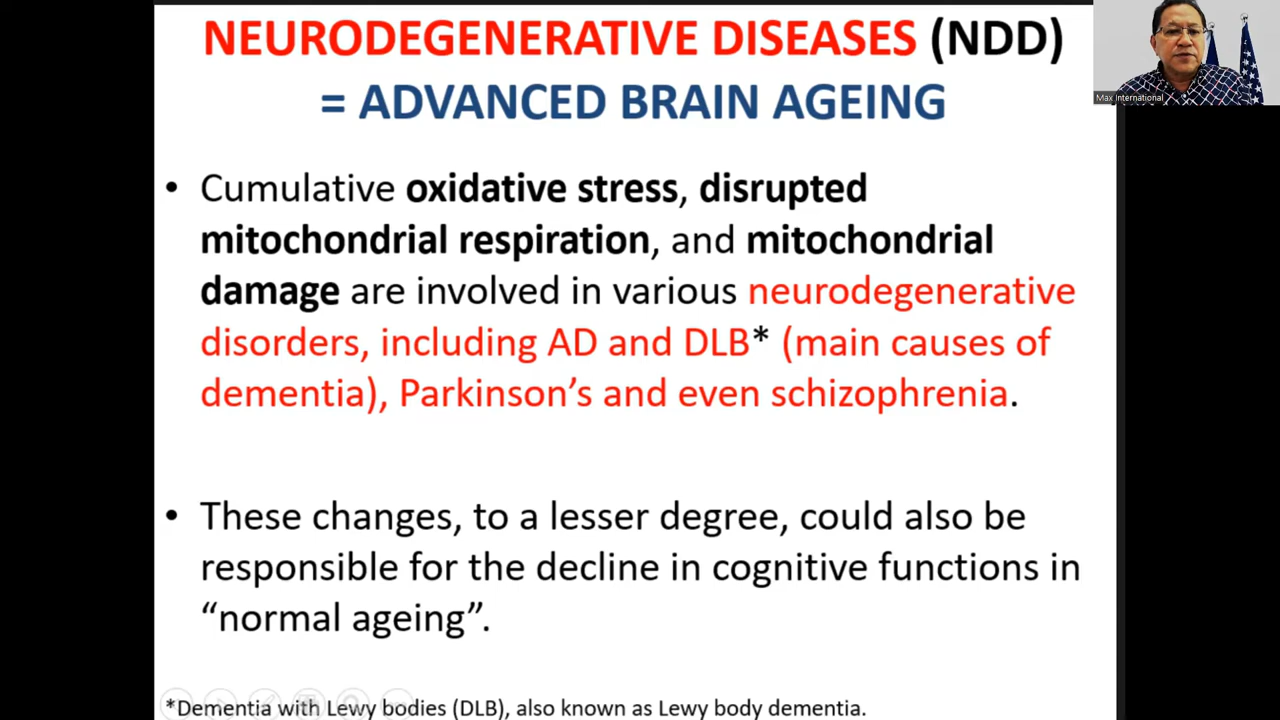 NEURODEGENERATIVE DISEASES (NDD)
= ADVANCED BRAIN AGEING
Max International
• Cumulative oxidative stress, disrupted
mitochondrial respiration, and mitochondrial
damage are involved in various neurodegenerative
disorders, including AD and DLB* (main causes of
dementia), Parkinson’s and even schizophrenia.
• These changes, to a lesser degree, could also be
responsible for the decline in cognitive functions in
“normal ageing”.
*Dementia with Lewy bodies (DLB), also known as Lewy body dementia.